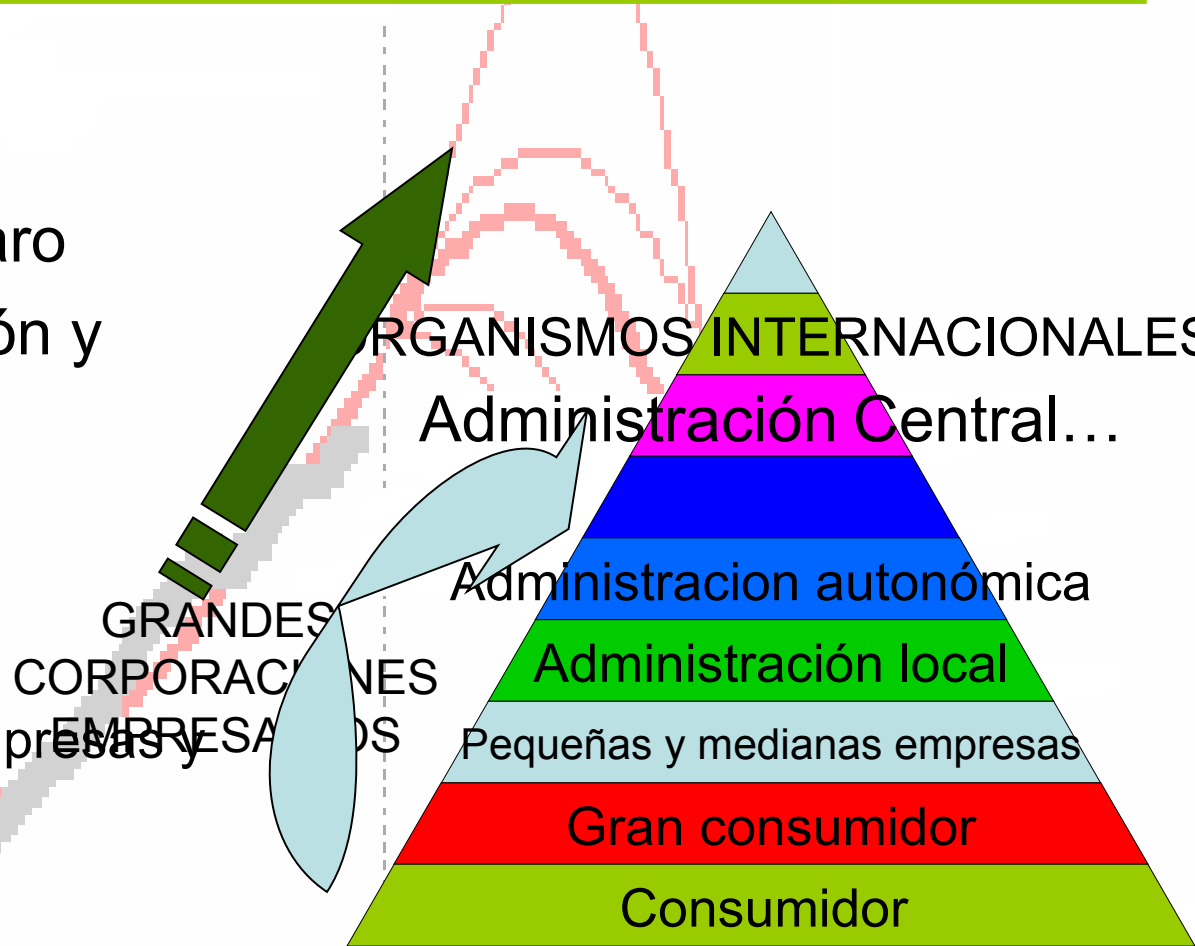 ón y
ORGANISMOS INTERNACIONALES
Administración Central…
Administracion autonómica
GRANDES
CORPORACIONES
EMPRESARIOS
presas y
Administración local
Pequeñas y medianas empresas
Gran consumidor
Consumidor